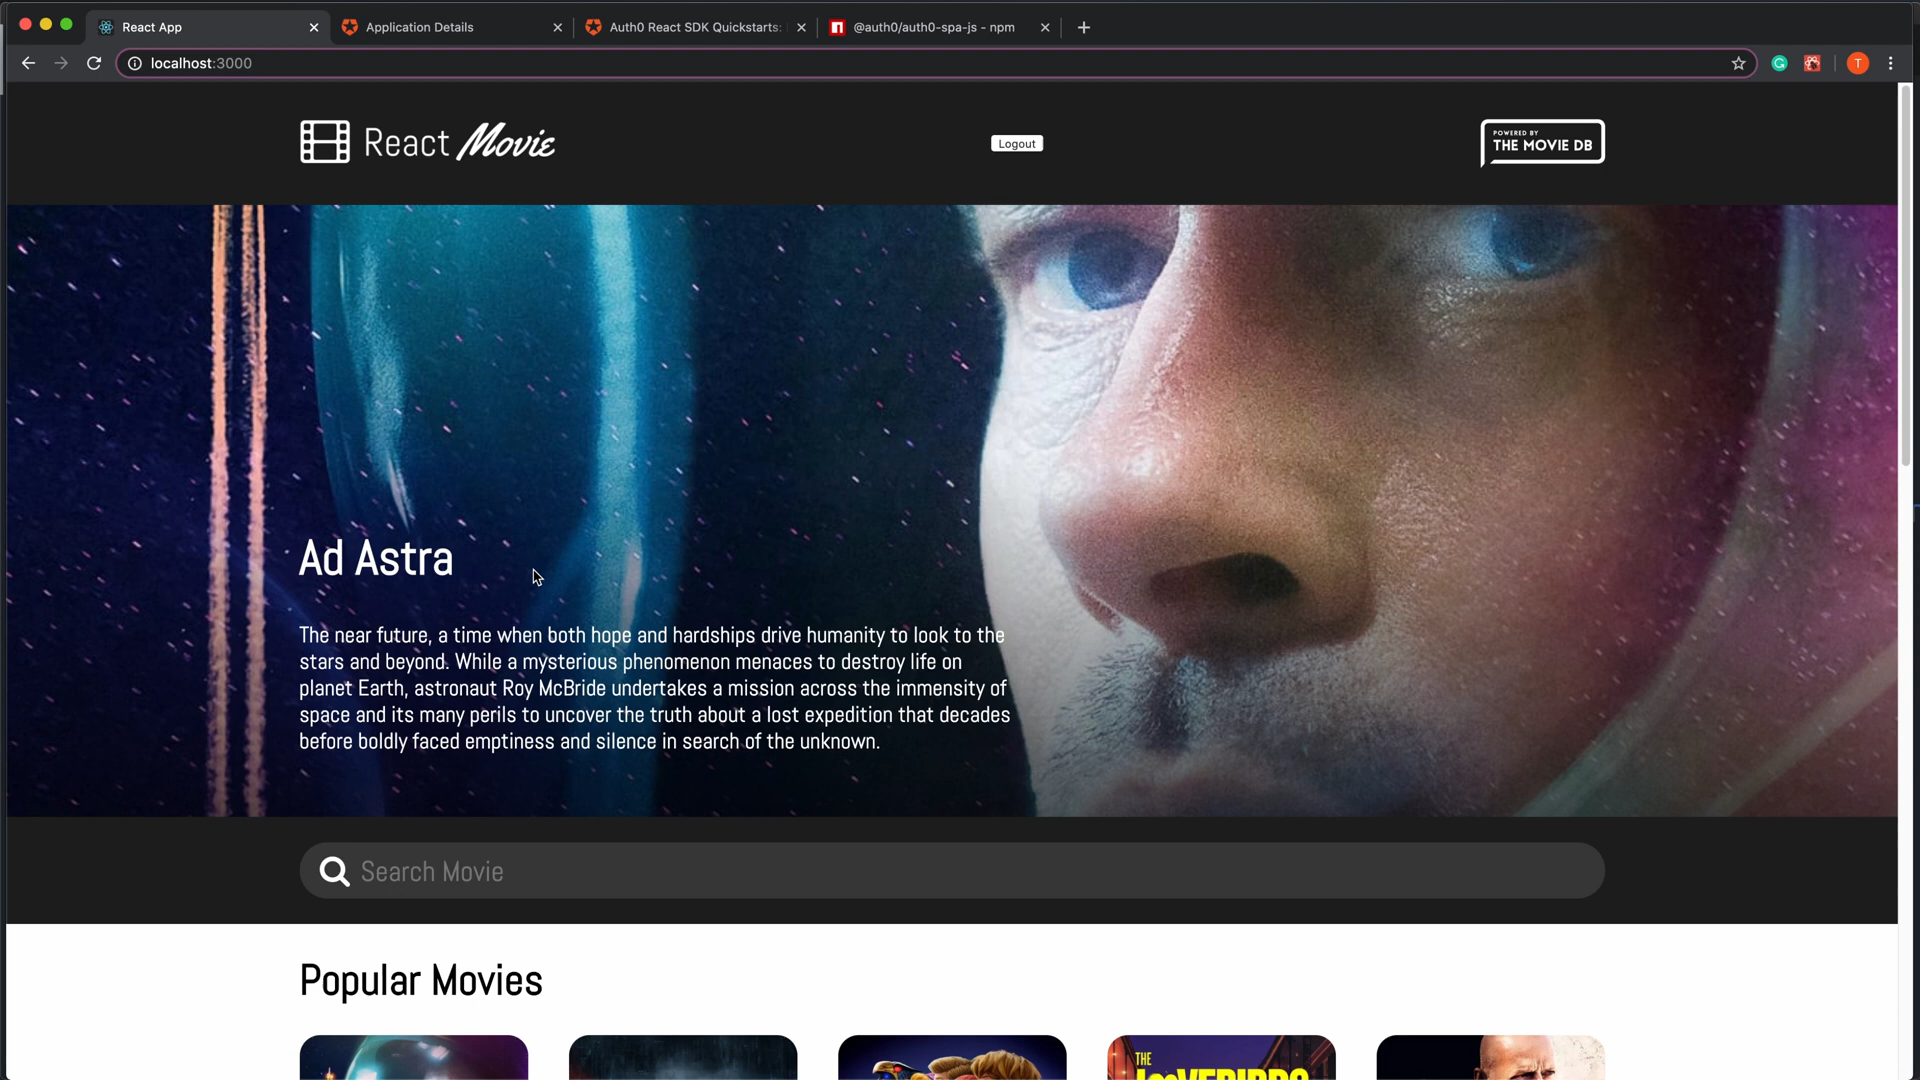 React App
Application Details
Auth0 React SDK Quickstarts:
@auth0/auth0-spa-js - npm
localhost:3000
T
React Movie
Logout
POWERED BY
THE MOVIE DB
Ad Astra
The near future, a time when both hope and hardships drive humanity to look to the
stars and beyond. While a mysterious phenomenon menaces to destroy life on
planet Earth, astronaut Roy McBride undertakes a mission across the immensity of
space and its many perils to uncover the truth about a lost expedition that decades
before boldly faced emptiness and silence in search of the unknown.
Search Movie
Popular Movies
THE